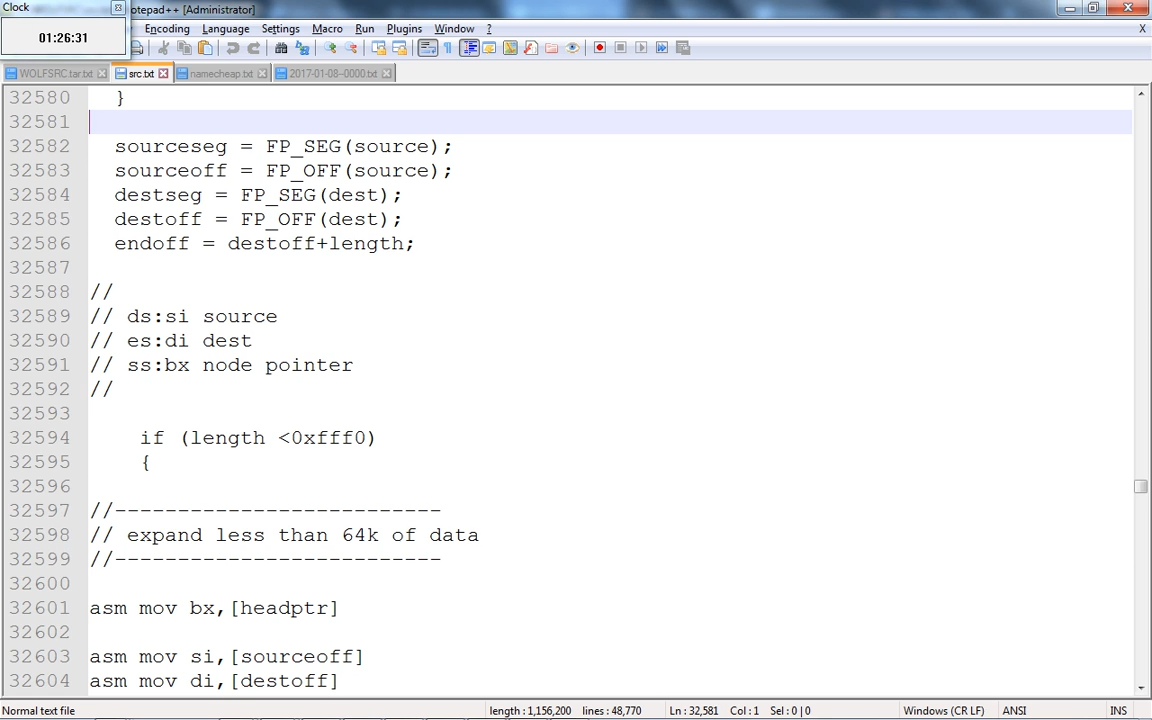 Clock
otepad++ [Administrator]
01:26:31
Encoding Language Settings Macro Run Plugins Window ?
X
WOLFSRC.tar.txt src.txt namecheap.txt 2017-01-08--0000.txt
32580 }
32581
32582 sourceseg = FP_SEG(source);
32583 sourceoff = FP_OFF(source);
32584 destseg = FP_SEG(dest);
32585 destoff = FP_OFF(dest);
32586 endoff = destoff+length;
32587
32588 //
32589 // ds:si source
32590 // es:di dest
32591 // ss:bx node pointer
32592 //
32593
32594 if (length <0xfff0)
32595 {
32596
32597 //--------------------------
32598 // expand less than 64k of data
32599 //--------------------------
32600
32601 asm mov bx,[headptr]
32602
32603 asm mov si,[sourceoff]
32604 asm mov di,[destoff]
Normal text file length : 1,156,200 lines : 48,770 Ln : 32,581 Col : 1 Sel : 0 | 0 Windows (CR LF) ANSI INS